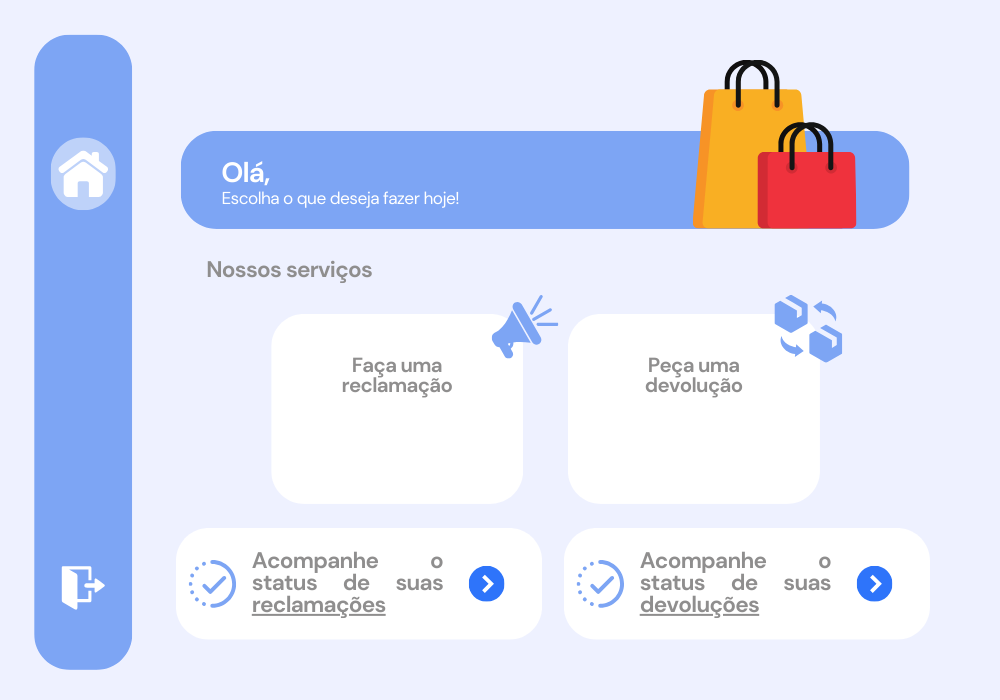 Olá,
Escolha o que deseja fazer hoje!
Nossos serviços
Faça uma
reclamação
Peça uma
devolução
Acompanhe o
status de suas
reclamações
Acompanhe o
status de suas
devoluções